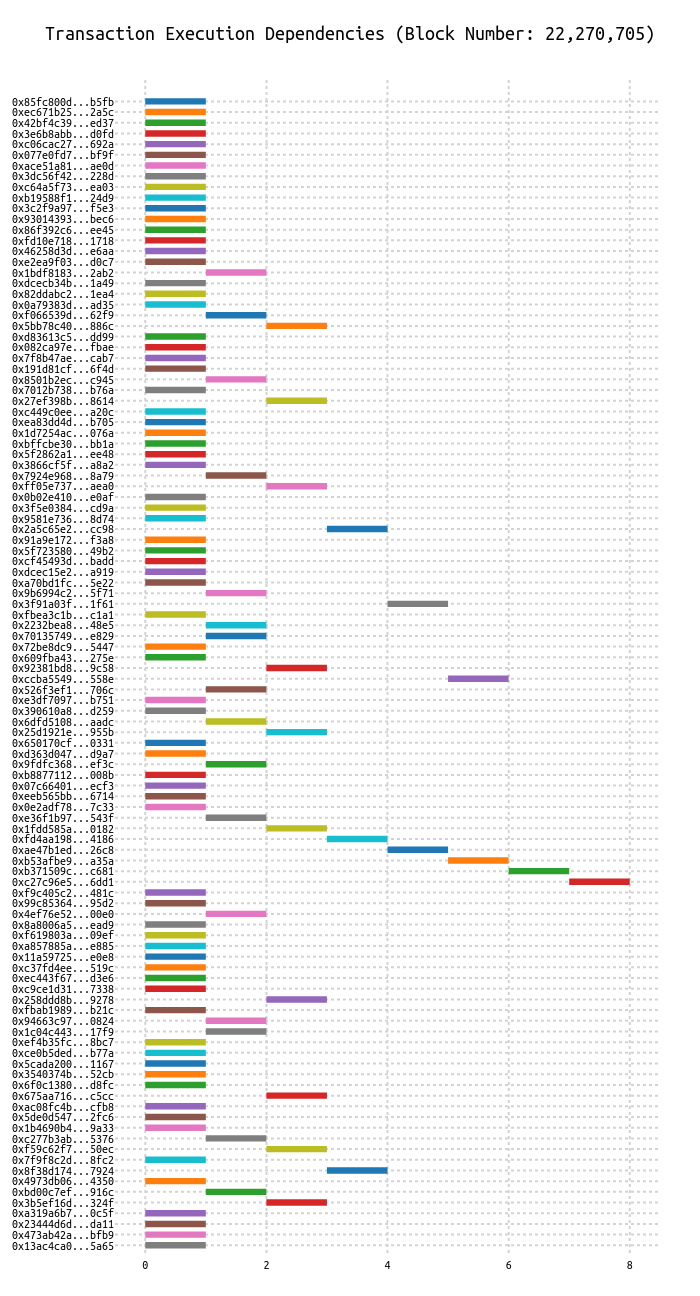 Transaction Execution Dependencies (Block Number: 22,270,705)
0x85fc800d...b5fb
0xec671b25...2a5c
0x42bf4c39...ed37
0x3e6b8abb...d0fd
0xc06cac27...692a
0x077e0fd7...bf9f
0xace51a81...ae0d
0x3dc56f42...228d
0xc64a5f73...ea03
0xb19588f1...24d9
0x3c2f9a97...f5e3
0x93014393...bec6
0x86f392c6...ee45
0xfd10e718...1718
0x46258d3d...e6aa
0xe2ea9f03...d0c7
0x1bdf8183...2ab2
0xdcecb34b...1a49
0x82ddabc2...1ea4
0x0a79383d...ad35
0xf066539d...62f9
0x5bb78c40...886c
0xd83613c5...dd99
0x082ca97e...fbae
0x7f8b47ae...cab7
0x191d81cf...6f4d
0x8501b2ec...c945
0x7012b738...b76a
0x27ef398b...8614
0xc449c0ee...a20c
0xea83dd4d...b705
0x1d7254ac...076a
0xbffcbe30...bb1a
0x5f2862a1...ee48
0x3866cf5f...a8a2
0x7924e968...8a79
0xff05e737...aea0
0x0b02e410...e0af
0x3f5e0384...cd9a
0x9581e736...8d74
0x2a5c65e2...cc98
0x91a9e172...f3a8
0x5f723580...49b2
0xcf45493d...badd
0xdcec15e2...a919
0xa70bd1fc...5e22
0x9b6994c2...5f71
0x3f91a03f...1f61
0xfbea3c1b...c1a1
0x2232bea8...48e5
0x70135749...e829
0x72be8dc9...5447
0x609fba43...275e
0x92381bd8...9c58
0xccba5549...558e
0x526f3ef1...706c
0xe3df7097...b751
0x390610a8...d259
0x6dfd5108...aadc
0x25d1921e...955b
0x650170cf...0331
0xd363d047...d9a7
0x9fdfc368...ef3c
0xb8877112...008b
0x07c66401...ecf3
0xeeb565bb...6714
0x0e2adf78...7c33
0xe36f1b97...543f
0x1fdd585a...0182
0xfd4aa198...4186
0xae47b1ed...26c8
0xb53afbe9...a35a
0xb371509c...c681
0xc27c96e5...6dd1
0xf9c405c2...481c
0x99c85364...95d2
0x4ef76e52...00e0
0x8a8006a5...ead9
0xf619803a...09ef
0xa857885a...e885
0x11a59725...e0e8
0xc37fd4ee...519c
0xec443f67...d3e6
0xc9ce1d31...7338
0x258ddd8b...9278
0xfbab1989...b21c
0x94663c97...0824
0x1c04c443...17f9
0xef4b35fc...8bc7
0xce0b5ded...b77a
0x5cada200...1167
0x3540374b...52cb
0x6f0c1380...d8fc
0x675aa716...c5cc
0xac08fc4b...cfb8
0x5de0d547...2fc6
0x1b4690b4...9a33
0xc277b3ab...5376
0xf59c62f7...50ec
0x7f9f8c2d...8fc2
0x8f38d174...7924
0x4973db06...4350
0xbd00c7ef...916c
0x3b5ef16d...324f
0xa319a6b7...0c5f
0x23444d6d...da11
0x473ab42a...bfb9
0x13ac4ca0...5a65
0 2 4 6 8